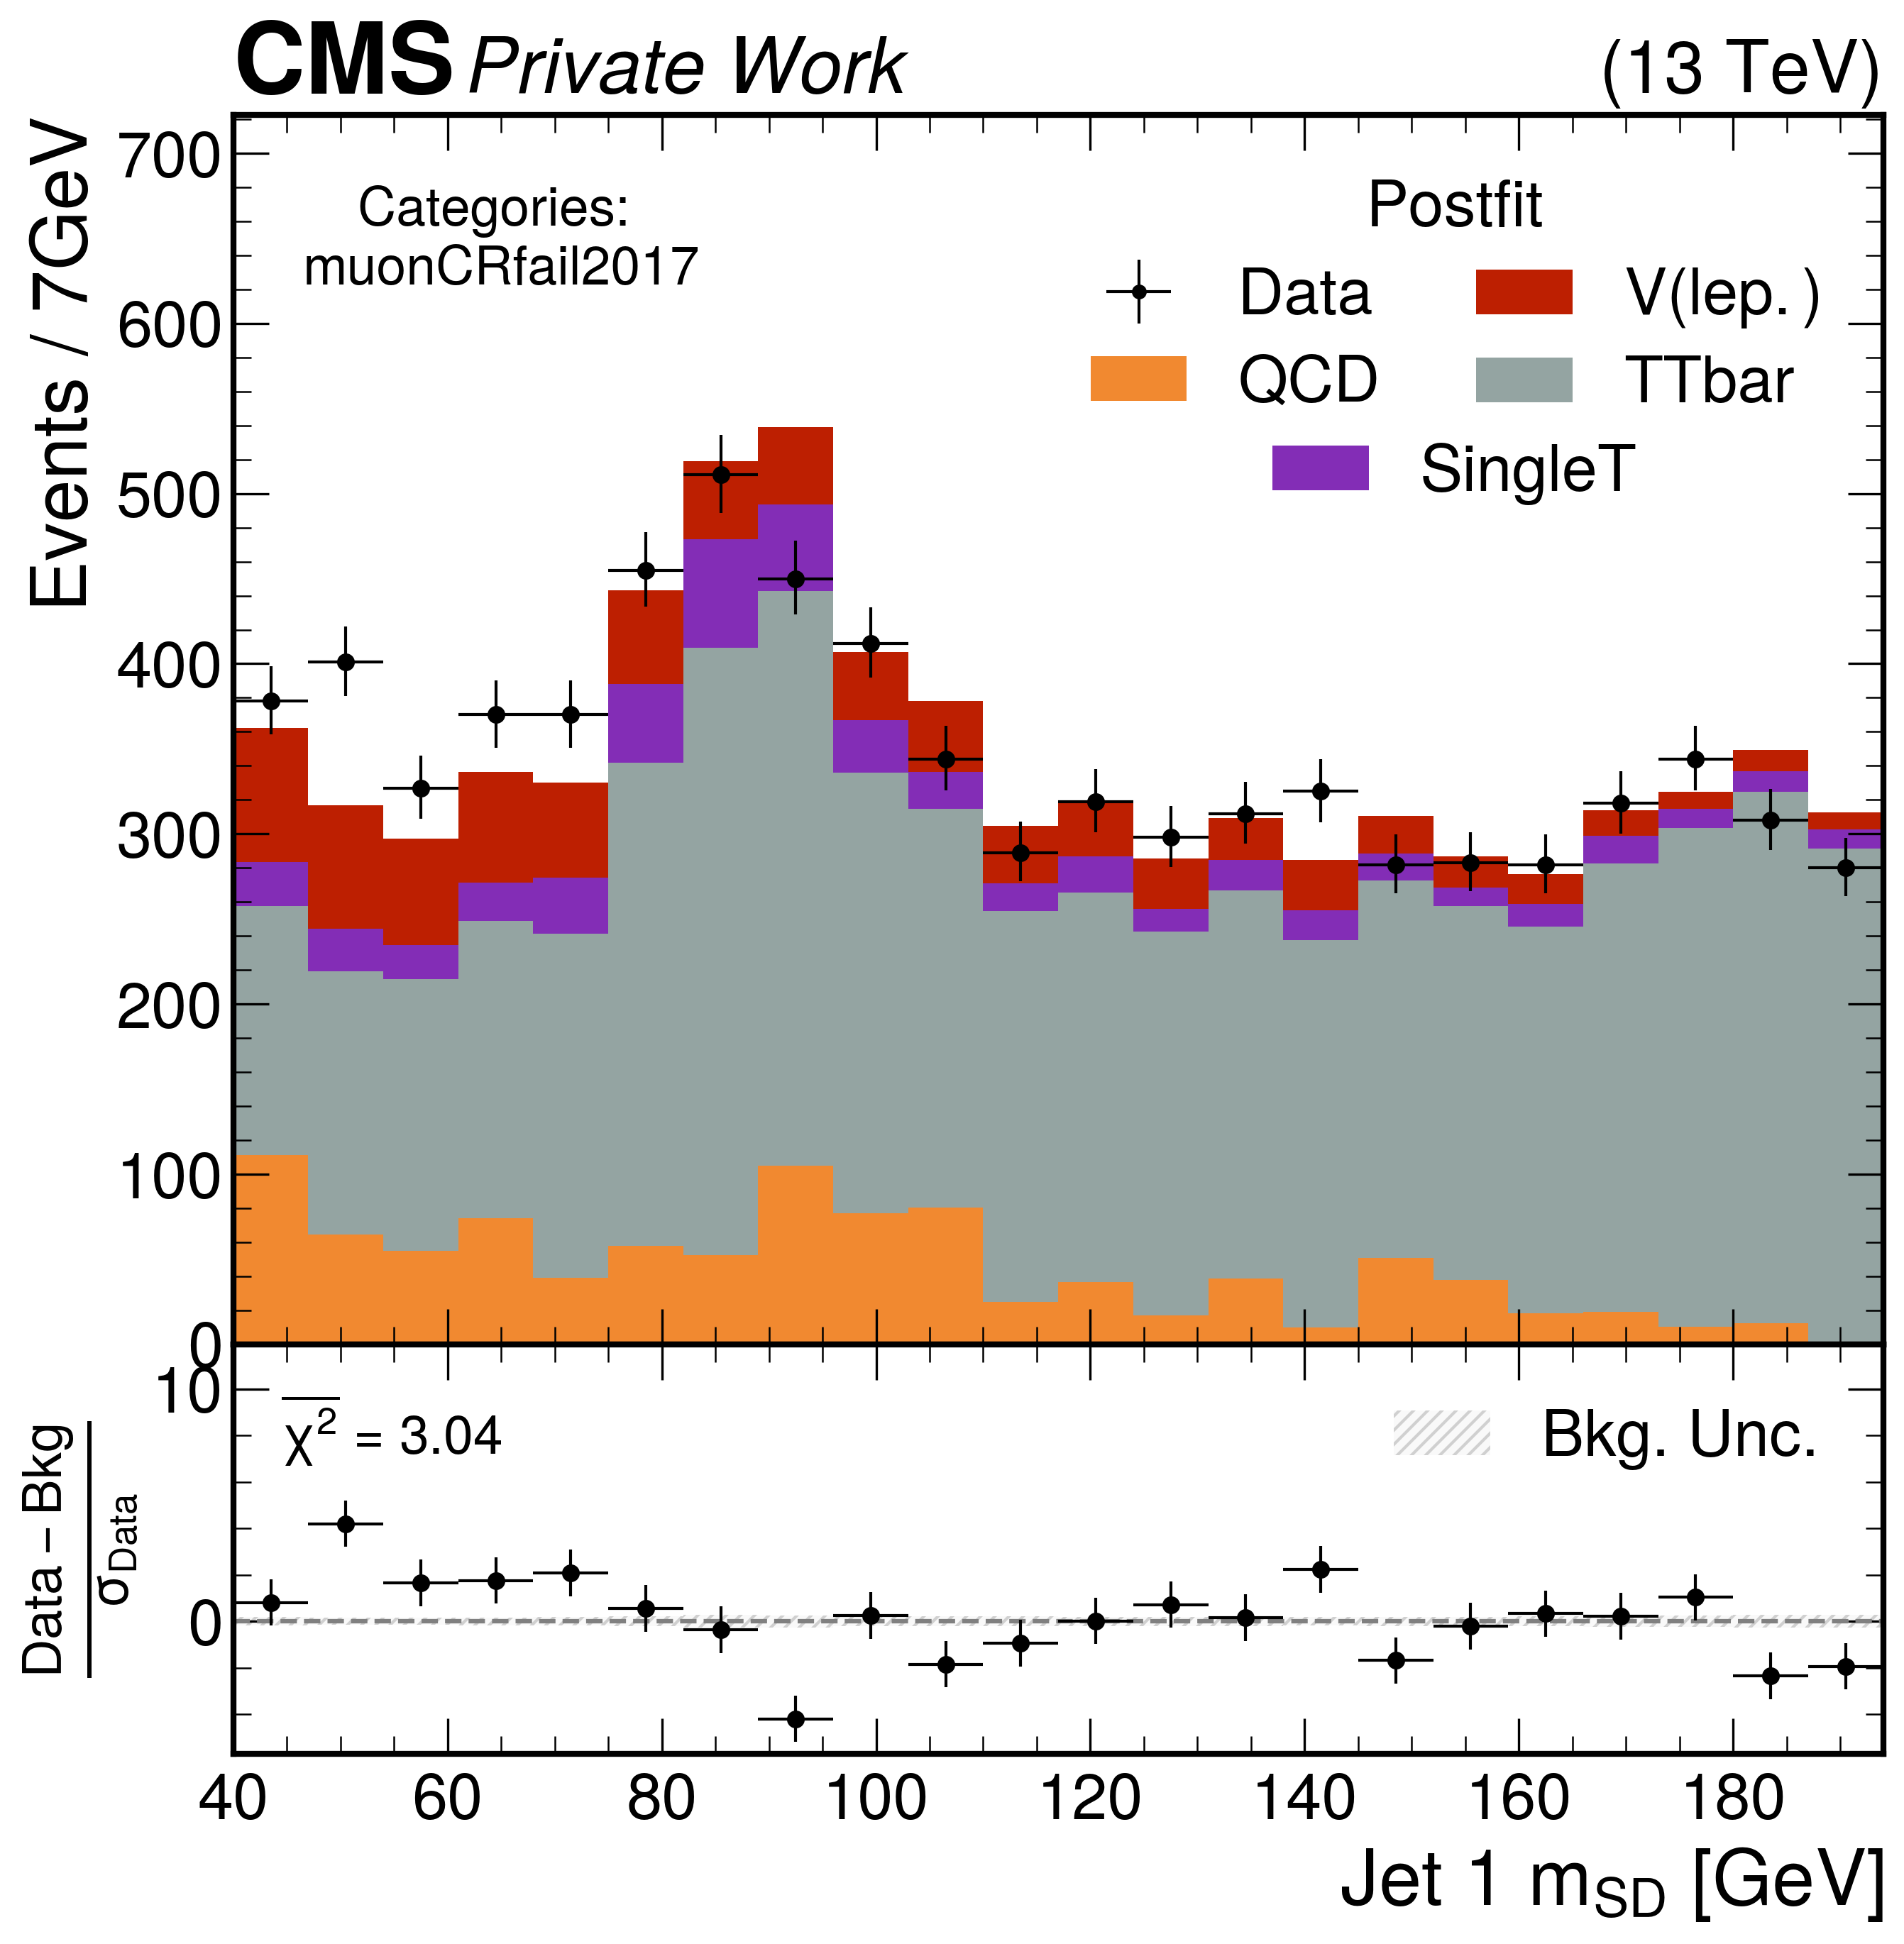 CMS Private Work (13 TeV)
Events / 7GeV
700
600
500
400
300
200
100
0
Categories:
muonCRfail2017
Postfit
Data V(lep.)
QCD TTbar
SingleT
Data − Bkg
σData
10
0
χ² = 3.04
Bkg. Unc.
40 60 80 100 120 140 160 180
Jet 1 mSD [GeV]